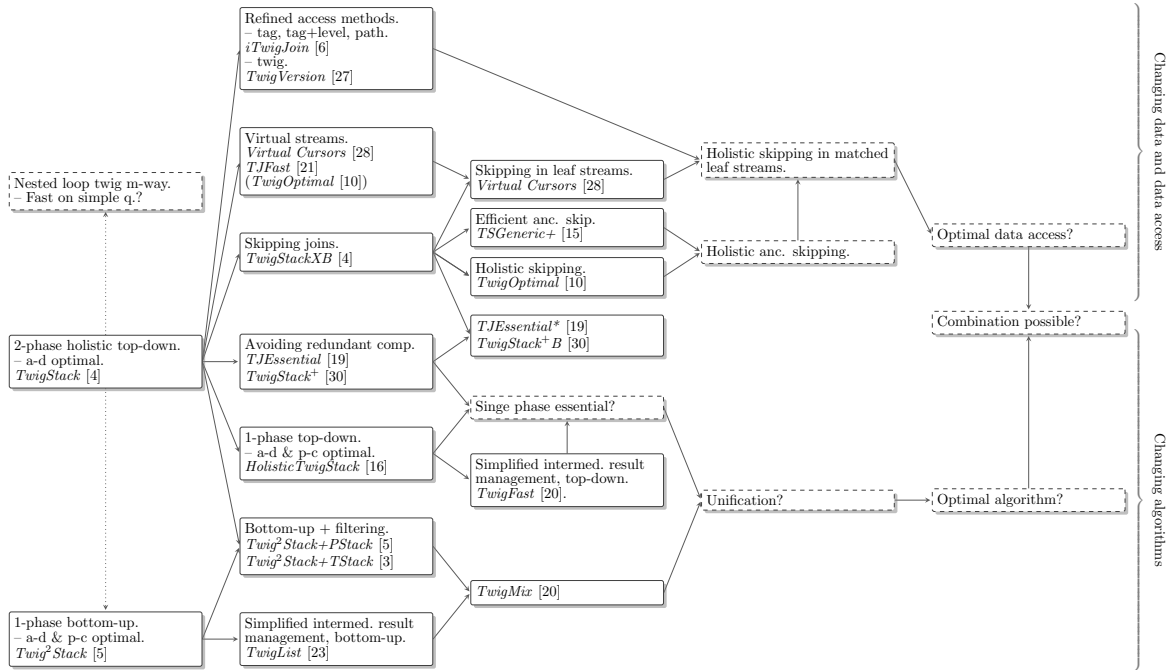 Nested loop twig m-way.
– Fast on simple q.?
2-phase holistic top-down.
– a-d optimal.
TwigStack [4]
1-phase bottom-up.
– a-d & p-c optimal.
Twig²Stack [5]
Refined access methods.
– tag, tag+level, path.
iTwigJoin [6]
– twig.
TwigVersion [27]
Virtual streams.
Virtual Cursors [28]
TJFast [21]
(TwigOptimal [10])
Skipping joins.
TwigStackXB [4]
Avoiding redundant comp.
TJEssential [19]
TwigStack⁺ [30]
1-phase top-down.
– a-d & p-c optimal.
HolisticTwigStack [16]
Bottom-up + filtering.
Twig²Stack+PStack [5]
Twig²Stack+TStack [3]
Simplified intermed. result
management, bottom-up.
TwigList [23]
Skipping in leaf streams.
Virtual Cursors [28]
Efficient anc. skip.
TSGeneric+ [15]
Holistic skipping.
TwigOptimal [10]
TJEssential* [19]
TwigStack⁺B [30]
Singe phase essential?
Simplified intermed. result
management, top-down.
TwigFast [20].
TwigMix [20]
Holistic skipping in matched
leaf streams.
Holistic anc. skipping.
Unification?
Optimal data access?
Combination possible?
Optimal algorithm?
Changing data and data access
Changing algorithms